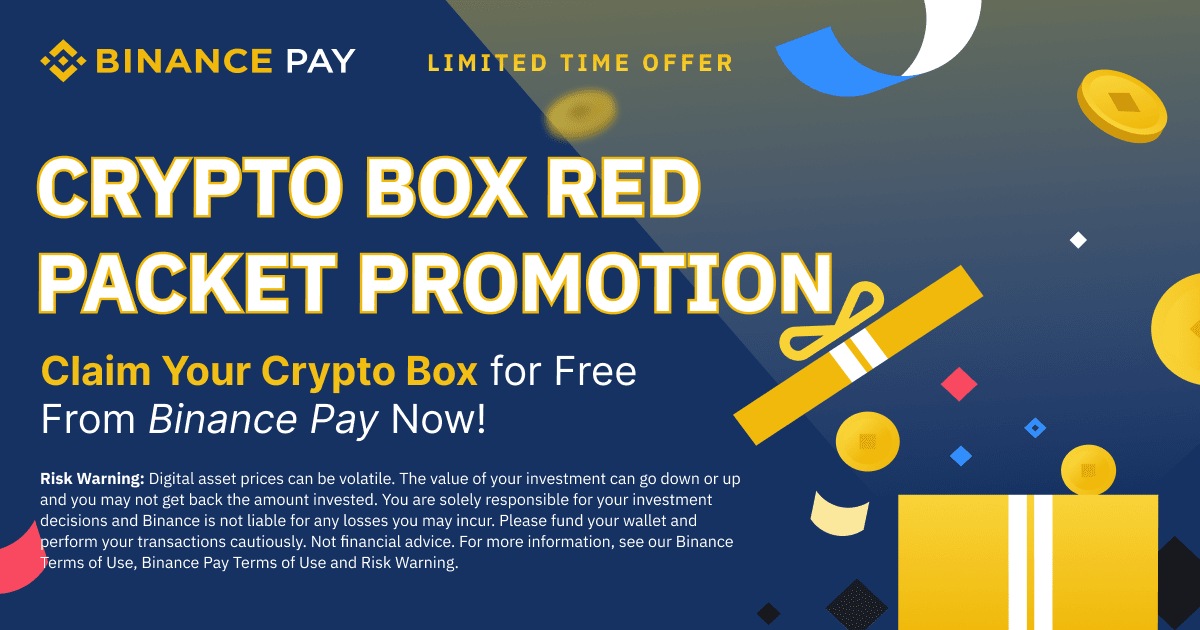 BINANCE PAY
LIMITED TIME OFFER
CRYPTO BOX RED
PACKET PROMOTION
Claim Your Crypto Box for Free
From Binance Pay Now!
Risk Warning: Digital asset prices can be volatile. The value of your investment can go down or up
and you may not get back the amount invested. You are solely responsible for your investment
decisions and Binance is not liable for any losses you may incur. Please fund your wallet and
perform your transactions cautiously. Not financial advice. For more information, see our Binance
Terms of Use, Binance Pay Terms of Use and Risk Warning.